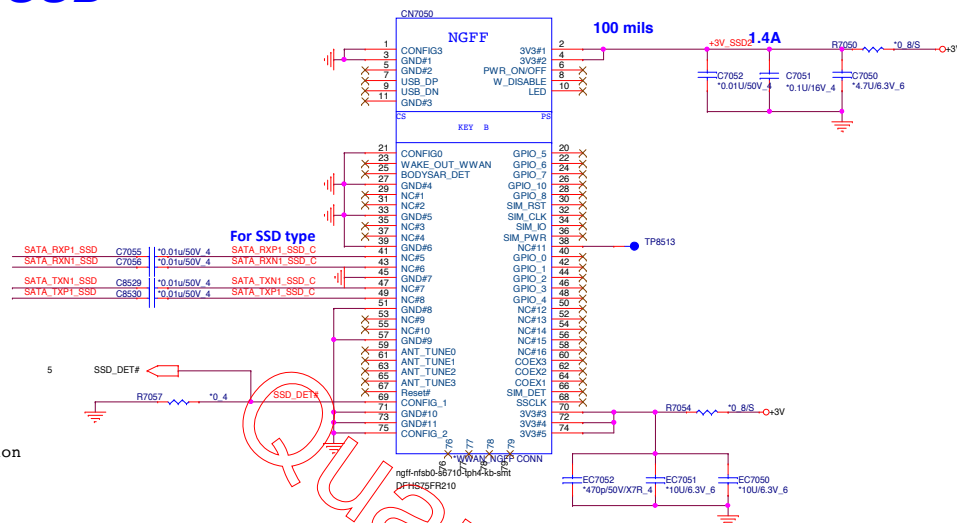 CN7050
NGFF
100 mils
+3V_SSD2
1.4A
R7050 *0_8/S +3
C7052 *0.01U/50V_4
C7051 *0.1U/16V_4
C7050 *4.7U/6.3V_6
1 CONFIG3 3V3#1 2
3 GND#1 3V3#2 4
5 GND#2 PWR_ON/OFF 6
7 USB_DP W_DISABLE 8
9 USB_DN LED 10
11 GND#3
CS KEY B PS
21 CONFIG0 GPIO_5 20
23 WAKE_OUT_WWAN GPIO_6 22
25 BODYSAR_DET GPIO_7 24
27 GND#4 GPIO_10 26
29 NC#1 GPIO_8 28
31 NC#2 SIM_RST 30
33 GND#5 SIM_CLK 32
35 NC#3 SIM_IO 34
37 NC#4 SIM_PWR 36
39 GND#6 NC#11 38
TP8513
41 NC#5 GPIO_0 40
43 NC#6 GPIO_1 42
45 GND#7 GPIO_2 44
47 NC#7 GPIO_3 46
49 NC#8 GPIO_4 48
51 GND#8 NC#12 50
53 NC#9 NC#13 52
55 NC#10 NC#14 54
57 GND#9 NC#15 56
59 ANT_TUNE0 NC#16 58
61 ANT_TUNE1 COEX3 60
63 ANT_TUNE2 COEX2 62
65 ANT_TUNE3 COEX1 64
67 Reset# SIM_DET 66
69 CONFIG_1 SSCLK 68
71 GND#10 3V3#3 70
73 GND#11 3V3#4 72
75 CONFIG_2 3V3#5 74
For SSD type
SATA_RXP1_SSD C7055 *0.01u/50V_4 SATA_RXP1_SSD_C
SATA_RXN1_SSD C7056 *0.01u/50V_4 SATA_RXN1_SSD_C
SATA_TXN1_SSD C8529 *0.01u/50V_4 SATA_TXN1_SSD_C
SATA_TXP1_SSD C8530 *0.01u/50V_4 SATA_TXP1_SSD_C
5 SSD_DET#
R7057 *0_4 SSD_DET#
R7054 *0_8/S +3V
76 77 78 79
76 77 78 79
*WWAN_NGFP CONN
ngff-nfsb0-s6710-tph4-kb-smt
DFHS75FR210
EC7052 *470p/50V/X7R_4
EC7051 *10U/6.3V_6
EC7050 *10U/6.3V_6
on
Qua